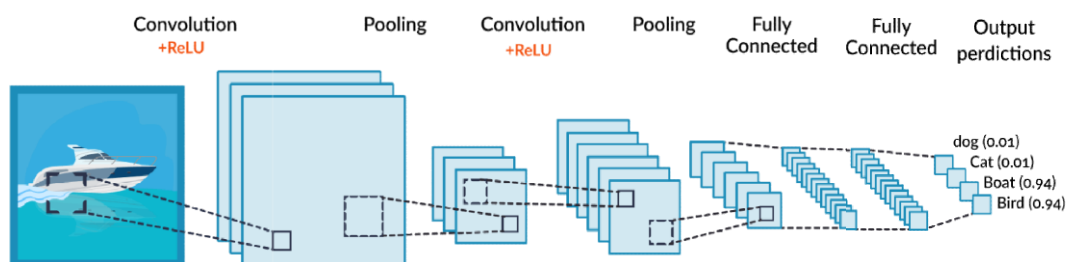 Convolution
+ReLU
Pooling
Convolution
+ReLU
Pooling
Fully
Connected
Fully
Connected
Output
perdictions
dog (0.01)
Cat (0.01)
Boat (0.94)
Bird (0.94)